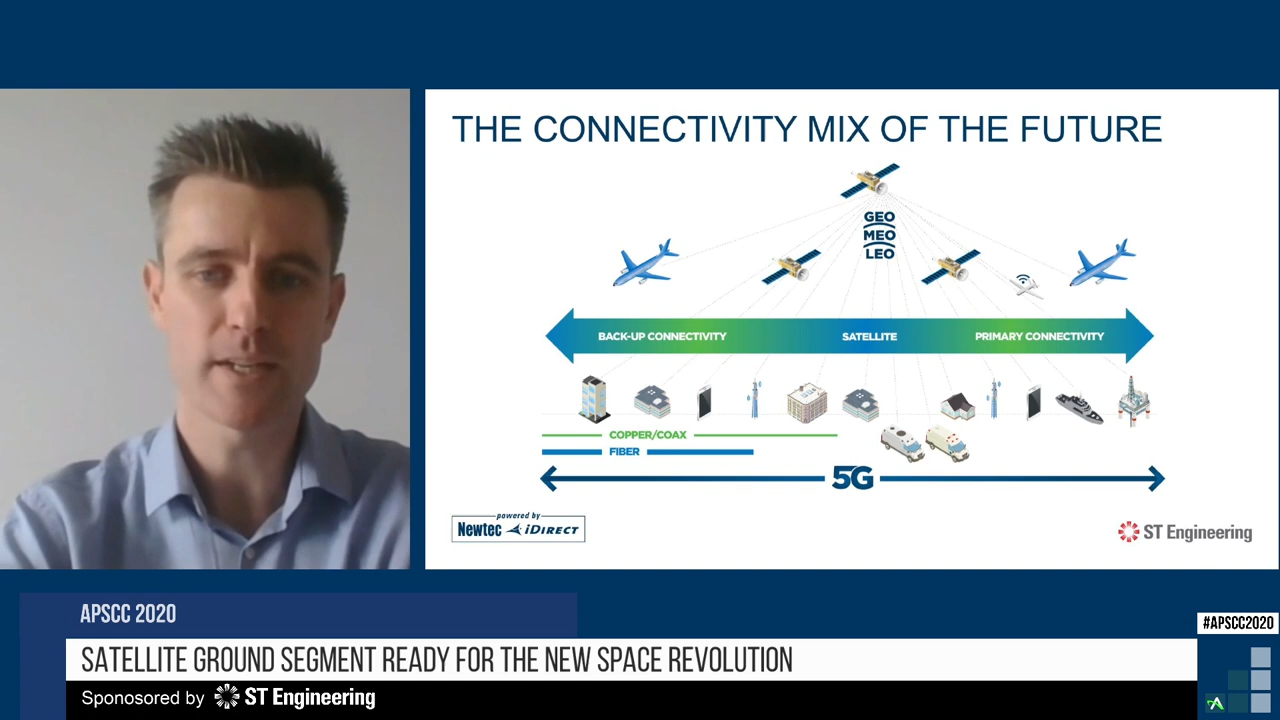 THE CONNECTIVITY MIX OF THE FUTURE
GEO
MEO
LEO
BACK-UP CONNECTIVITY
SATELLITE
PRIMARY CONNECTIVITY
COPPER/COAX
FIBER
5G
powered by
Newtec iDIRECT
ST Engineering
APSCC 2020
#APSCC2020
SATELLITE GROUND SEGMENT READY FOR THE NEW SPACE REVOLUTION
Sponosored by ST Engineering